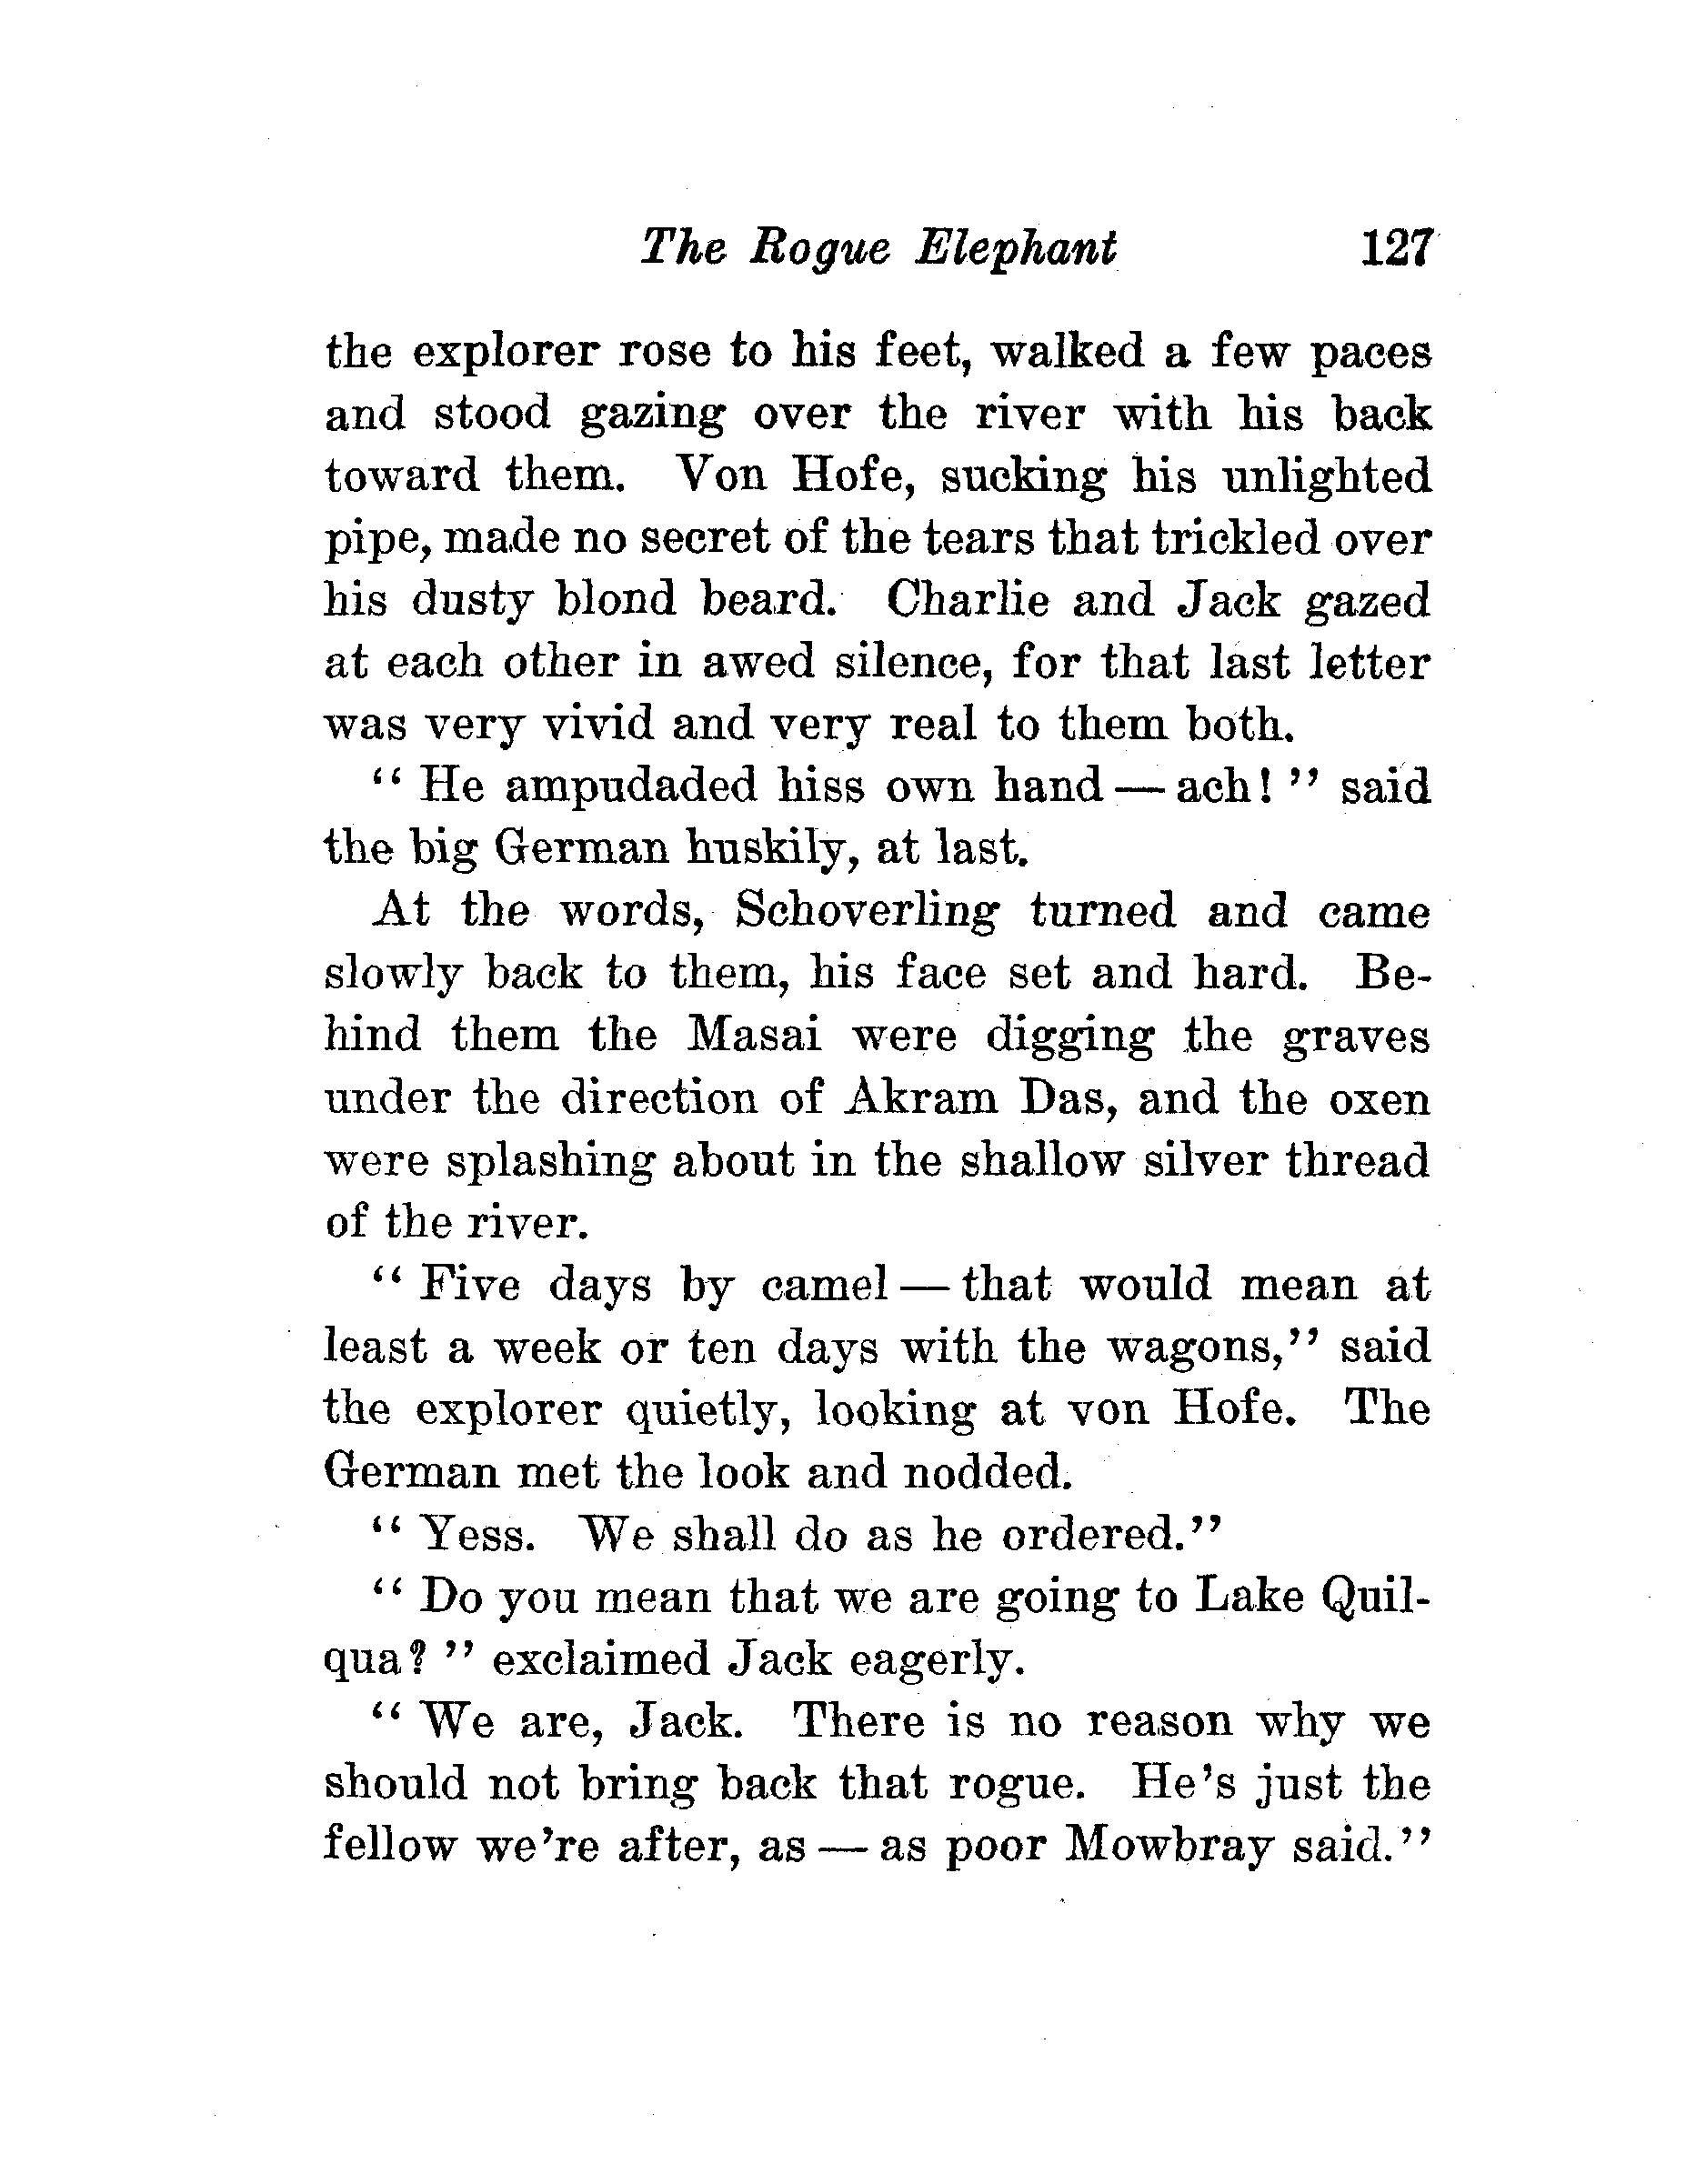 The Rogue Elephant 127
the explorer rose to his feet, walked a few paces
and stood gazing over the river with his back
toward them. Von Hofe, sucking his unlighted
pipe, made no secret of the tears that trickled over
his dusty blond beard. Charlie and Jack gazed
at each other in awed silence, for that last letter
was very vivid and very real to them both.
“ He ampudaded hiss own hand — ach! ” said
the big German huskily, at last.
At the words, Schoverling turned and came
slowly back to them, his face set and hard. Be-
hind them the Masai were digging the graves
under the direction of Akram Das, and the oxen
were splashing about in the shallow silver thread
of the river.
“ Five days by camel — that would mean at
least a week or ten days with the wagons,” said
the explorer quietly, looking at von Hofe. The
German met the look and nodded.
“ Yess. We shall do as he ordered.”
“ Do you mean that we are going to Lake Quil-
qua? ” exclaimed Jack eagerly.
“ We are, Jack. There is no reason why we
should not bring back that rogue. He’s just the
fellow we’re after, as — as poor Mowbray said.”